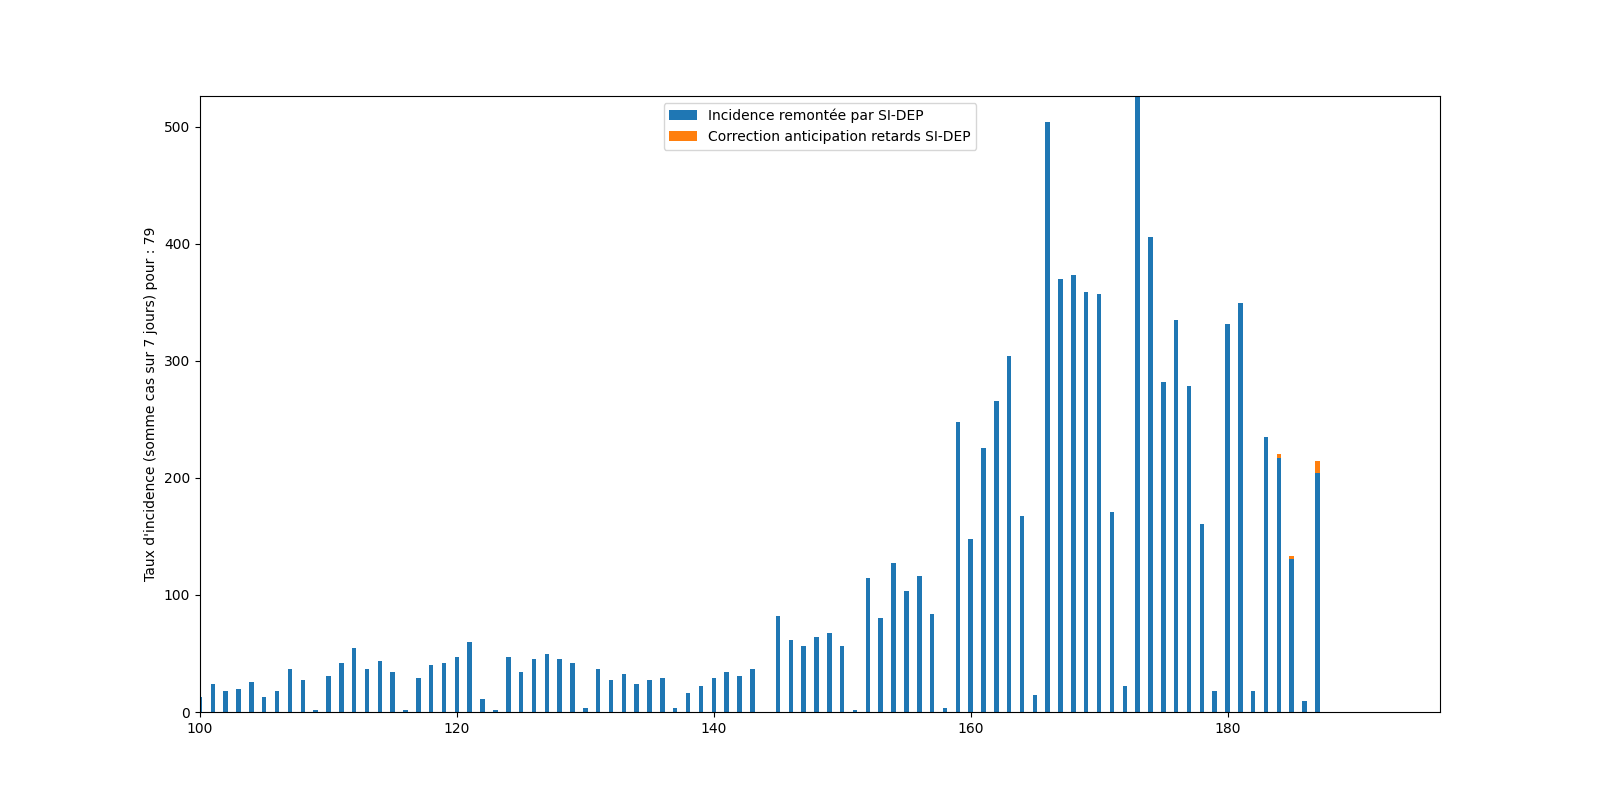 Incidence remontée par SI-DEP
Correction anticipation retards SI-DEP
Taux d'incidence (somme cas sur 7 jours) pour : 79
500
400
300
200
100
0
100 120 140 160 180